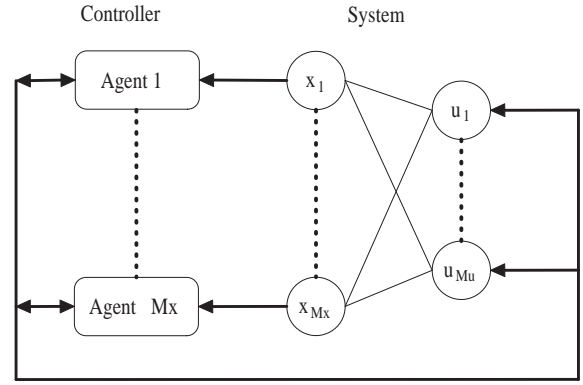 Controller System
Agent 1 x1 u1
Agent Mx xMx uMu